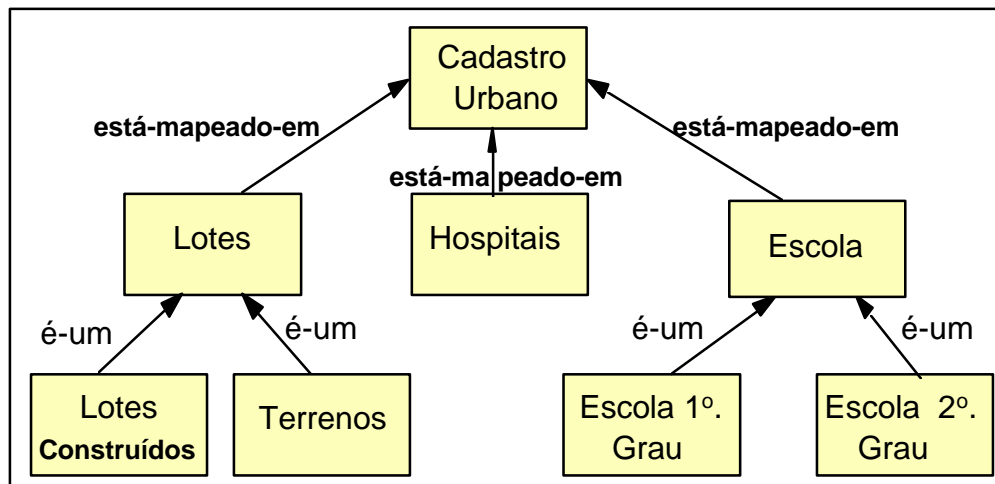 Cadastro
Urbano
está-mapeado-em
está-mapeado-em
está-mapeado-em
Lotes
Hospitais
Escola
é-um
é-um
é-um
é-um
Lotes
Construídos
Terrenos
Escola 1º.
Grau
Escola 2º.
Grau